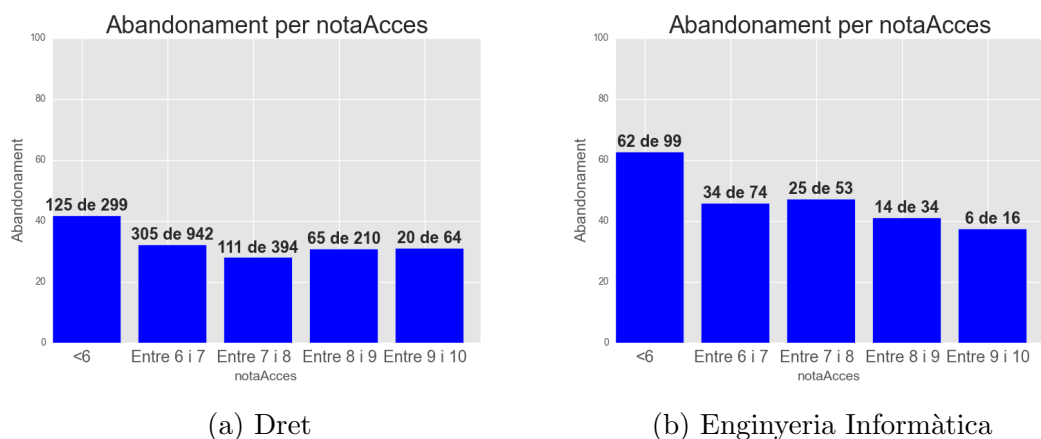 Abandonament per notaAcces
100
80
60
40
20
0
Abandonament
125 de 299
305 de 942
111 de 394
65 de 210
20 de 64
<6
Entre 6 i 7
Entre 7 i 8
Entre 8 i 9
Entre 9 i 10
notaAcces
(a) Dret
Abandonament per notaAcces
100
80
60
40
20
0
Abandonament
62 de 99
34 de 74
25 de 53
14 de 34
6 de 16
<6
Entre 6 i 7
Entre 7 i 8
Entre 8 i 9
Entre 9 i 10
notaAcces
(b) Enginyeria Informàtica